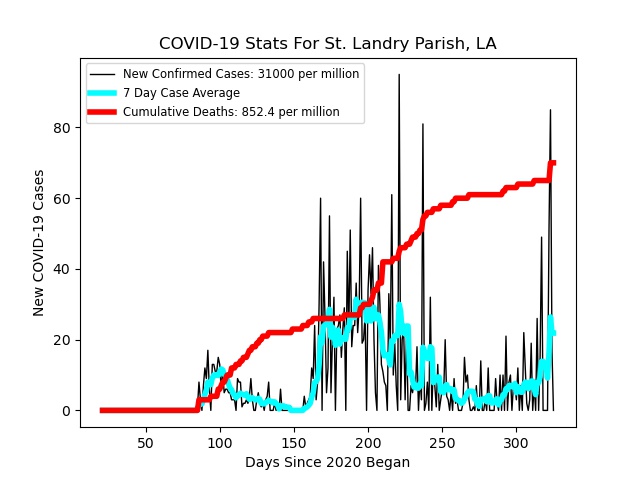 COVID-19 Stats For St. Landry Parish, LA
New Confirmed Cases: 31000 per million
7 Day Case Average
Cumulative Deaths: 852.4 per million
New COVID-19 Cases
80
60
40
20
0
50 100 150 200 250 300
Days Since 2020 Began